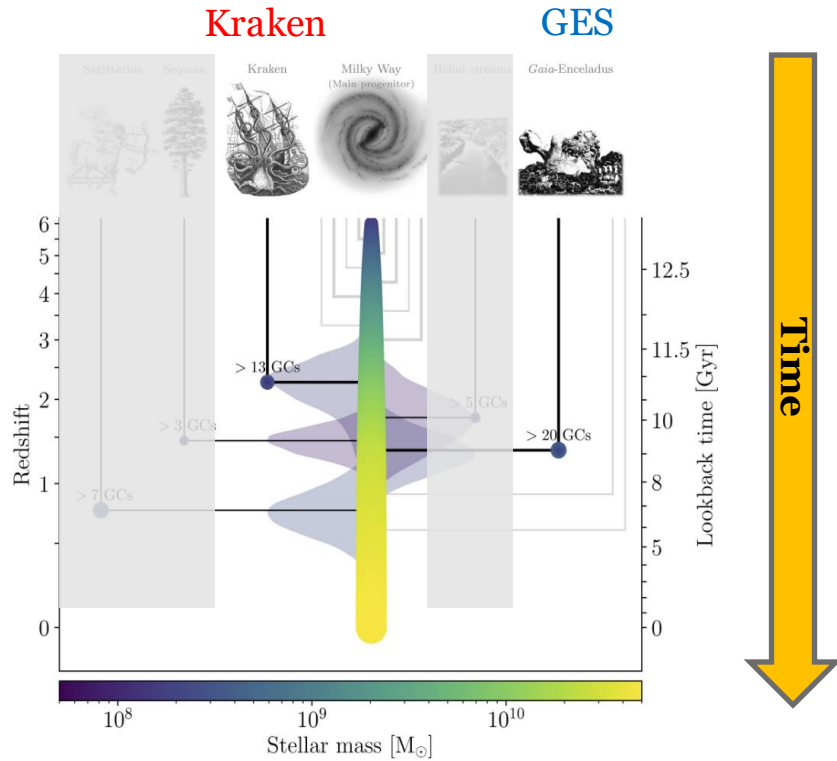 Kraken
GES
Sagittarius
Sequoia
Kraken
Milky Way
(Main progenitor)
Helmi streams
Gaia-Enceladus
6
5
4
3
2
1
0
Redshift
12.5
11.5
10
8
5
0
Lookback time [Gyr]
> 13 GCs
> 5 GCs
> 3 GCs
> 20 GCs
> 7 GCs
Time
10⁸
10⁹
10¹⁰
Stellar mass [M☉]